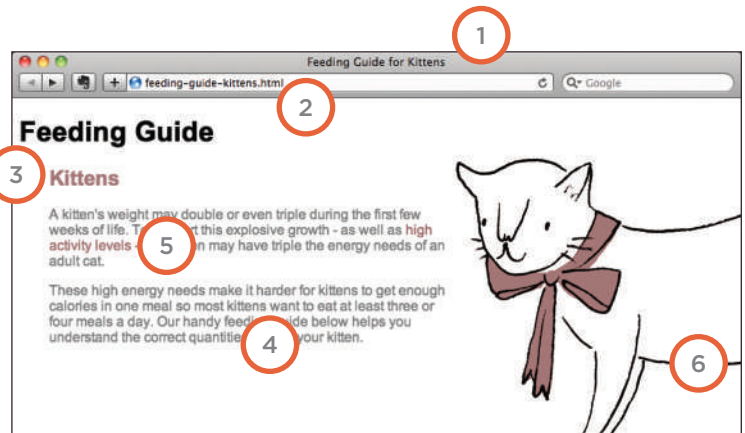 1
Feeding Guide for Kittens
feeding-guide-kittens.html
Google
2
Feeding Guide
3
Kittens
A kitten's weight may double or even triple during the first few
weeks of life. To this explosive growth - as well as high
activity levels - may have triple the energy needs of an
adult cat.
5
These high energy needs make it harder for kittens to get enough
calories in one meal so most kittens want to eat at least three or
four meals a day. Our handy below helps you
understand the correct your kitten.
4
6